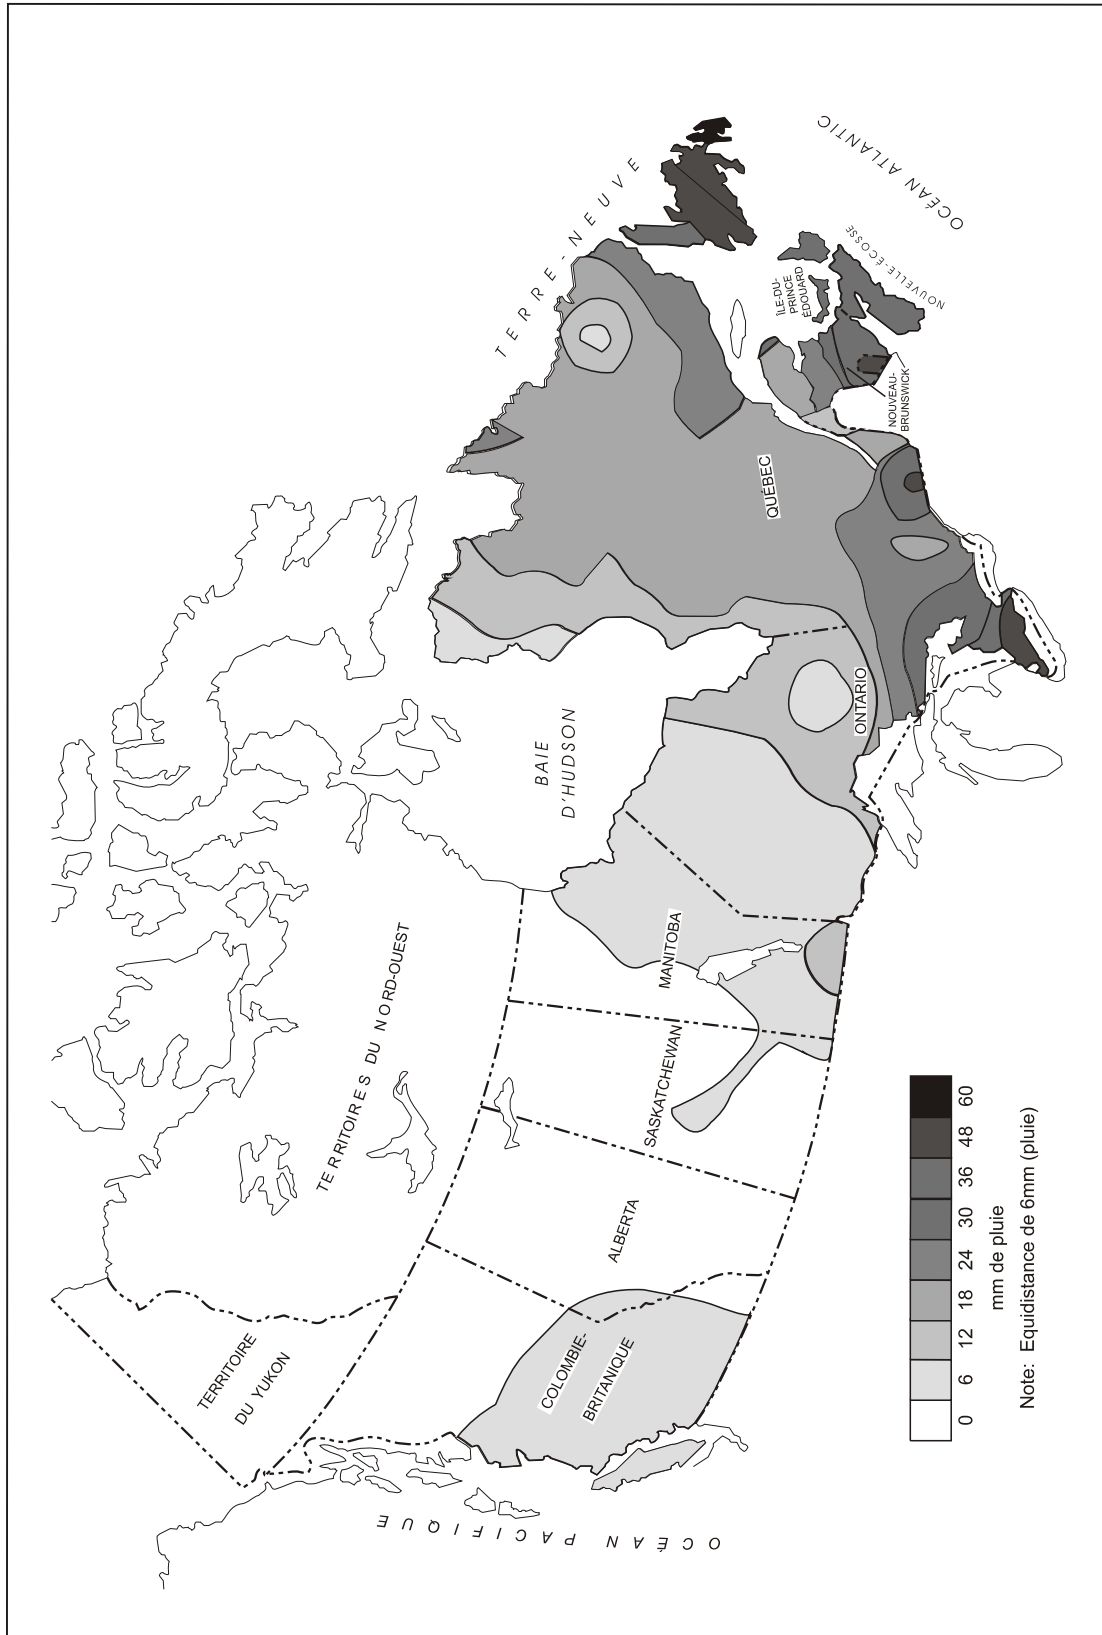 TERRITOIRE
DU YUKON
TERRITOIRES DU NORD-OUEST
COLOMBIE-
BRITANIQUE
ALBERTA
SASKATCHEWAN
MANITOBA
BAIE
D'HUDSON
ONTARIO
QUÉBEC
TERRE-NEUVE
ÎLE-DU-
PRINCE
ÉDOUARD
NOUVELLE-ÉCOSSE
NOUVEAU-
BRUNSWICK
OCÉAN ATLANTIC
OCÉAN PACIFIQUE
0 6 12 18 24 30 36 48 60
mm de pluie
Note: Equidistance de 6mm (pluie)